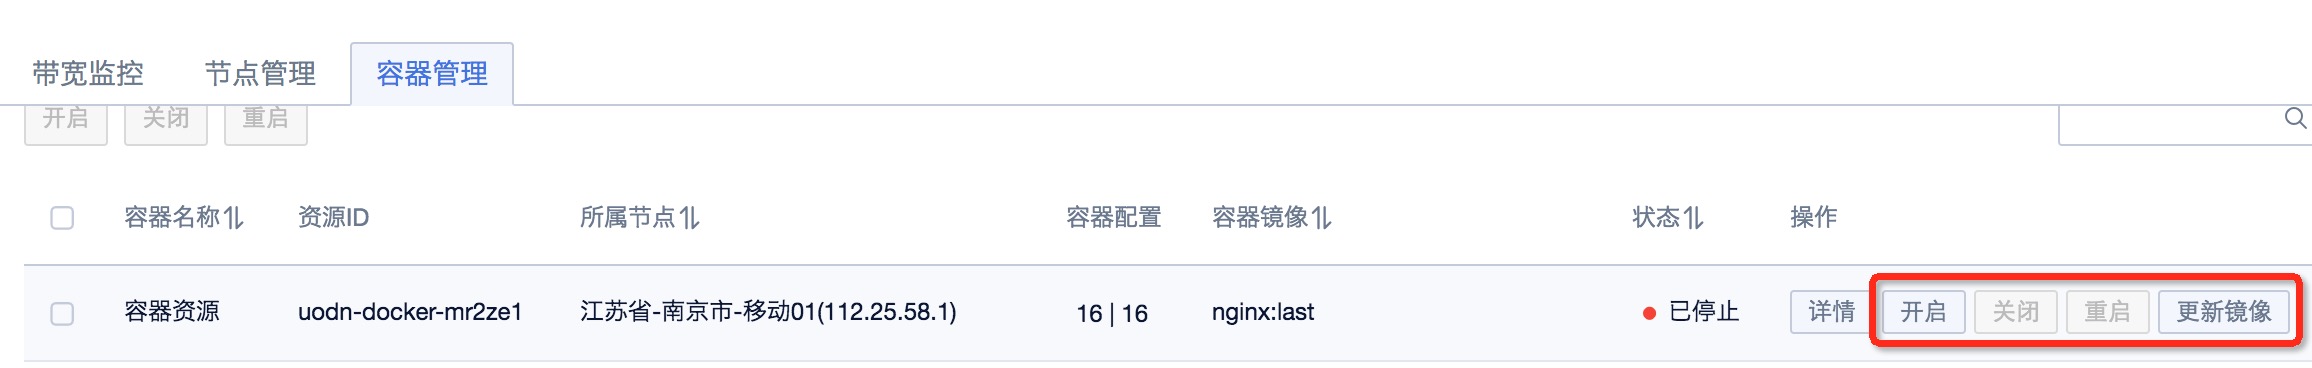 带宽监控 节点管理 容器管理
开启 关闭 重启
容器名称 资源ID 所属节点 容器配置 容器镜像 状态 操作
容器资源 uodn-docker-mr2ze1 江苏省-南京市-移动01(112.25.58.1) 16 | 16 nginx:last 已停止 详情 开启 关闭 重启 更新镜像